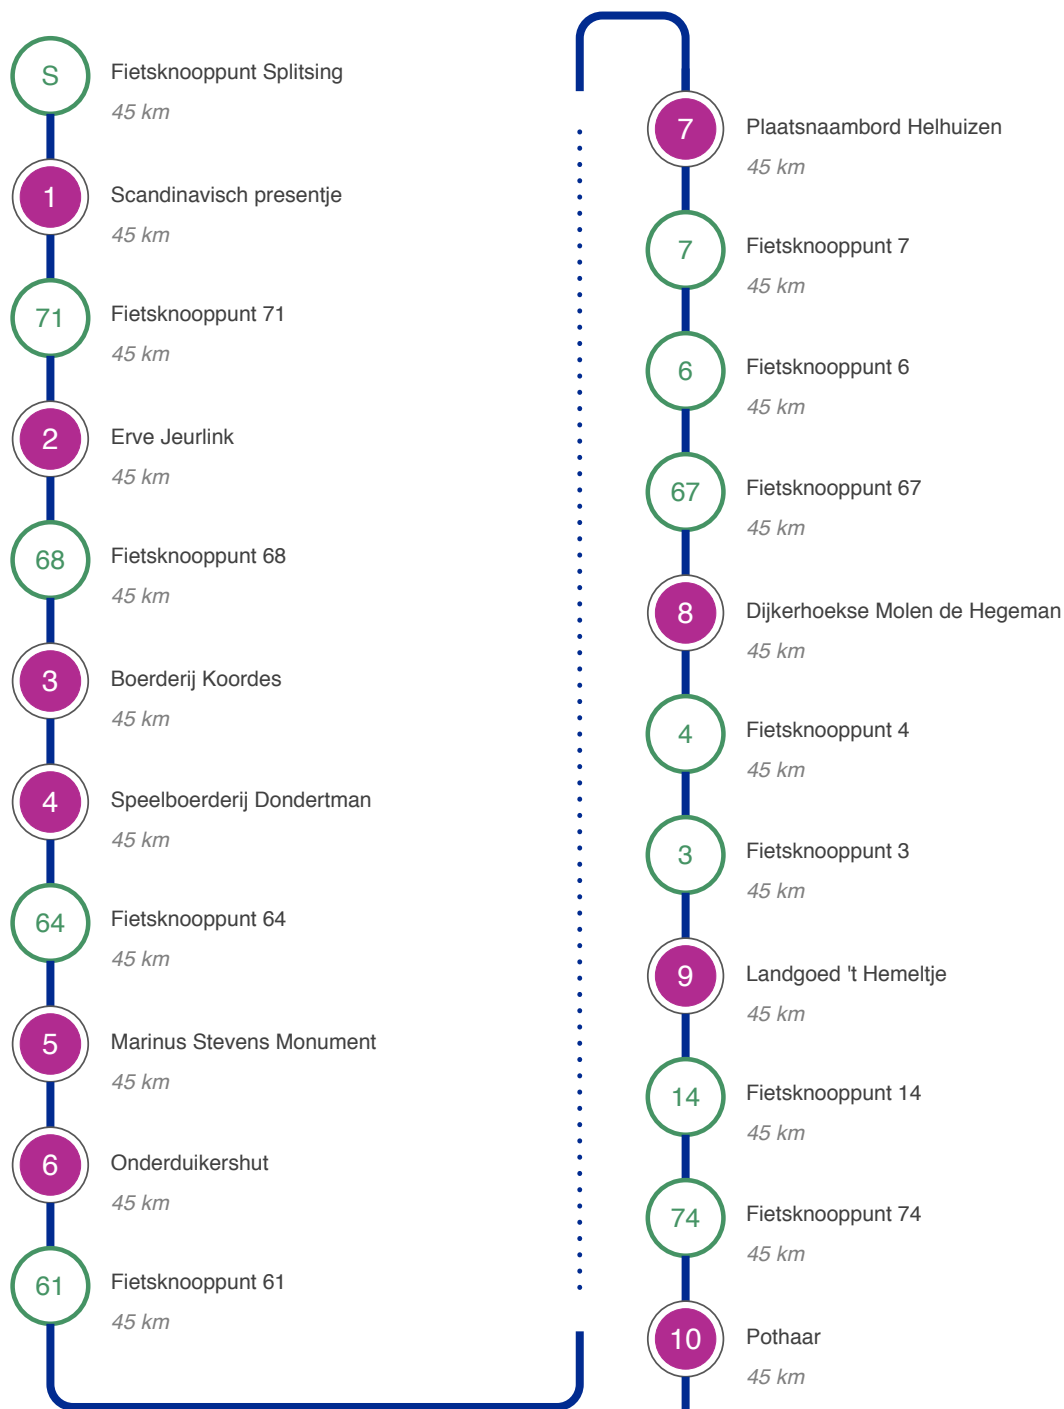 S
Fietsknooppunt Splitsing
45 km
1
Scandinavisch presentje
45 km
71
Fietsknooppunt 71
45 km
2
Erve Jeurlink
45 km
68
Fietsknooppunt 68
45 km
3
Boerderij Koordes
45 km
4
Speelboerderij Dondertman
45 km
64
Fietsknooppunt 64
45 km
5
Marinus Stevens Monument
45 km
6
Onderduikershut
45 km
61
Fietsknooppunt 61
45 km
7
Plaatsnaambord Helhuizen
45 km
7
Fietsknooppunt 7
45 km
6
Fietsknooppunt 6
45 km
67
Fietsknooppunt 67
45 km
8
Dijkerhoekse Molen de Hegeman
45 km
4
Fietsknooppunt 4
45 km
3
Fietsknooppunt 3
45 km
9
Landgoed 't Hemeltje
45 km
14
Fietsknooppunt 14
45 km
74
Fietsknooppunt 74
45 km
10
Pothaar
45 km